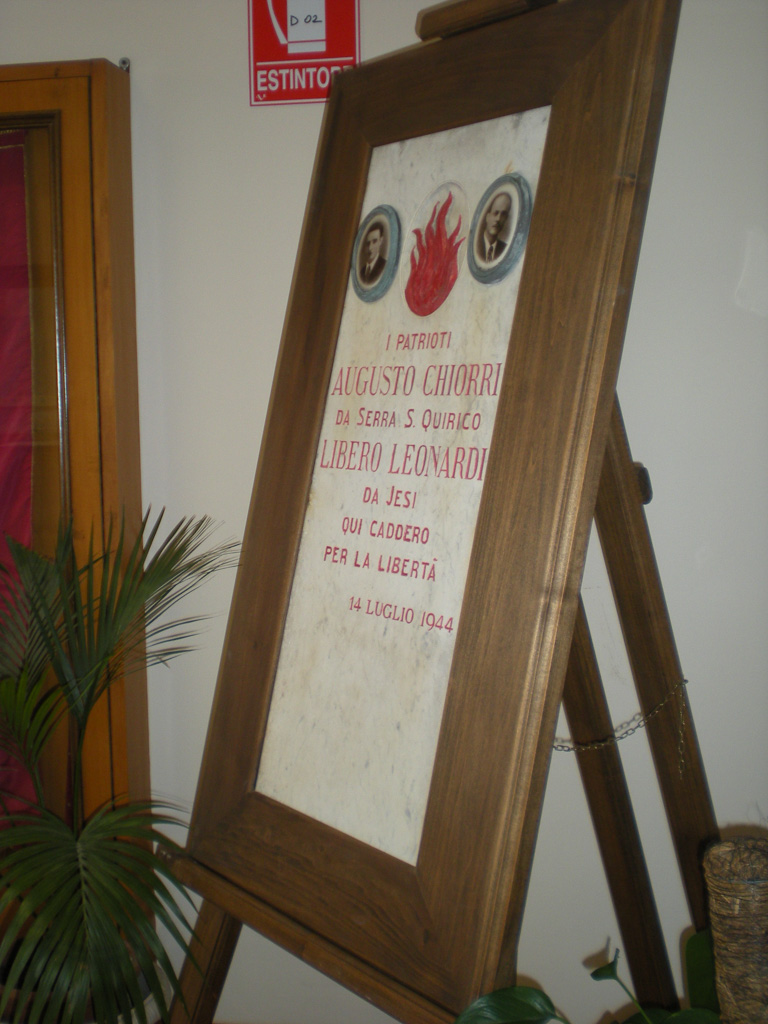 D 02
ESTINTORE
I PATRIOTI
AUGUSTO CHIORRI
DA SERRA S. QUIRICO
LIBERO LEONARDI
DA JESI
QUI CADDERO
PER LA LIBERTÀ
14 LUGLIO 1944